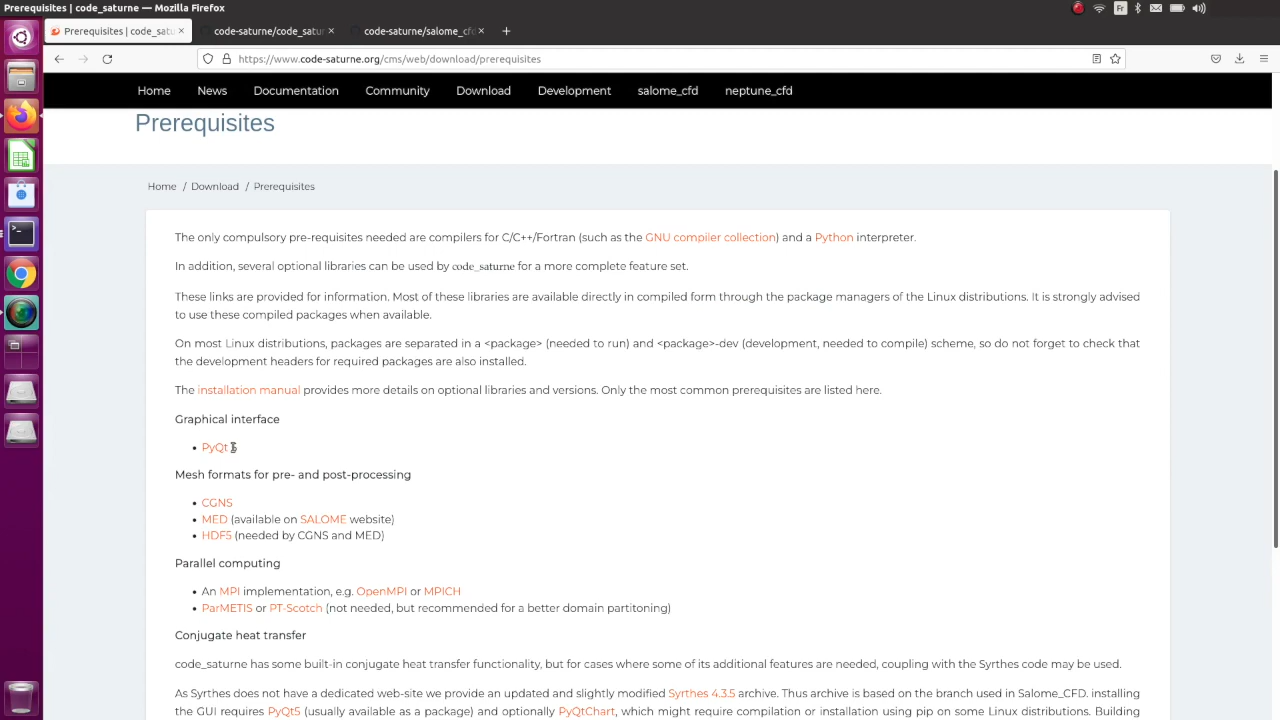 Prerequisites | code_saturne — Mozilla Firefox
Fr
Prerequisites | code_satu
code-saturne/code_satur
code-saturne/salome_cfd
https://www.code-saturne.org/cms/web/download/prerequisites
Home News Documentation Community Download Development salome_cfd neptune_cfd
Prerequisites
Home / Download / Prerequisites
The only compulsory pre-requisites needed are compilers for C/C++/Fortran (such as the GNU compiler collection) and a Python interpreter.
In addition, several optional libraries can be used by code_saturne for a more complete feature set.
These links are provided for information. Most of these libraries are available directly in compiled form through the package managers of the Linux distributions. It is strongly advised
to use these compiled packages when available.
On most Linux distributions, packages are separated in a <package> (needed to run) and <package>-dev (development, needed to compile) scheme, so do not forget to check that
the development headers for required packages are also installed.
The installation manual provides more details on optional libraries and versions. Only the most common prerequisites are listed here.
Graphical interface
• PyQt
Mesh formats for pre- and post-processing
• CGNS
• MED (available on SALOME website)
• HDF5 (needed by CGNS and MED)
Parallel computing
• An MPI implementation, e.g. OpenMPI or MPICH
• ParMETIS or PT-Scotch (not needed, but recommended for a better domain partitoning)
Conjugate heat transfer
code_saturne has some built-in conjugate heat transfer functionality, but for cases where some of its additional features are needed, coupling with the Syrthes code may be used.
As Syrthes does not have a dedicated web-site we provide an updated and slightly modified Syrthes 4.3.5 archive. Thus archive is based on the branch used in Salome_CFD. installing
the GUI requires PyQt5 (usually available as a package) and optionally PyQtChart, which might require compilation or installation using pip on some Linux distributions. Building